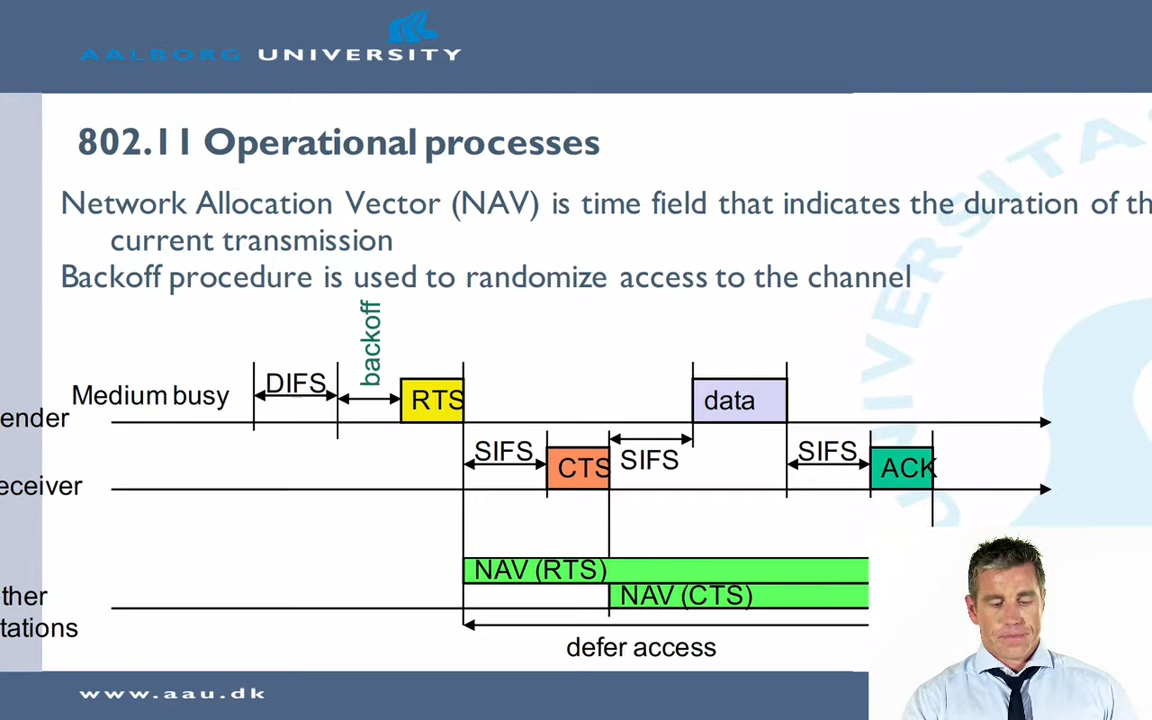 AALBORG UNIVERSITY
802.11 Operational processes
Network Allocation Vector (NAV) is time field that indicates the duration of th
current transmission
Backoff procedure is used to randomize access to the channel
backoff
Medium busy
DIFS
RTS
data
ender
SIFS
CTS
SIFS
SIFS
ACK
eceiver
NAV (RTS)
NAV (CTS)
ther
tations
defer access
www.aau.dk